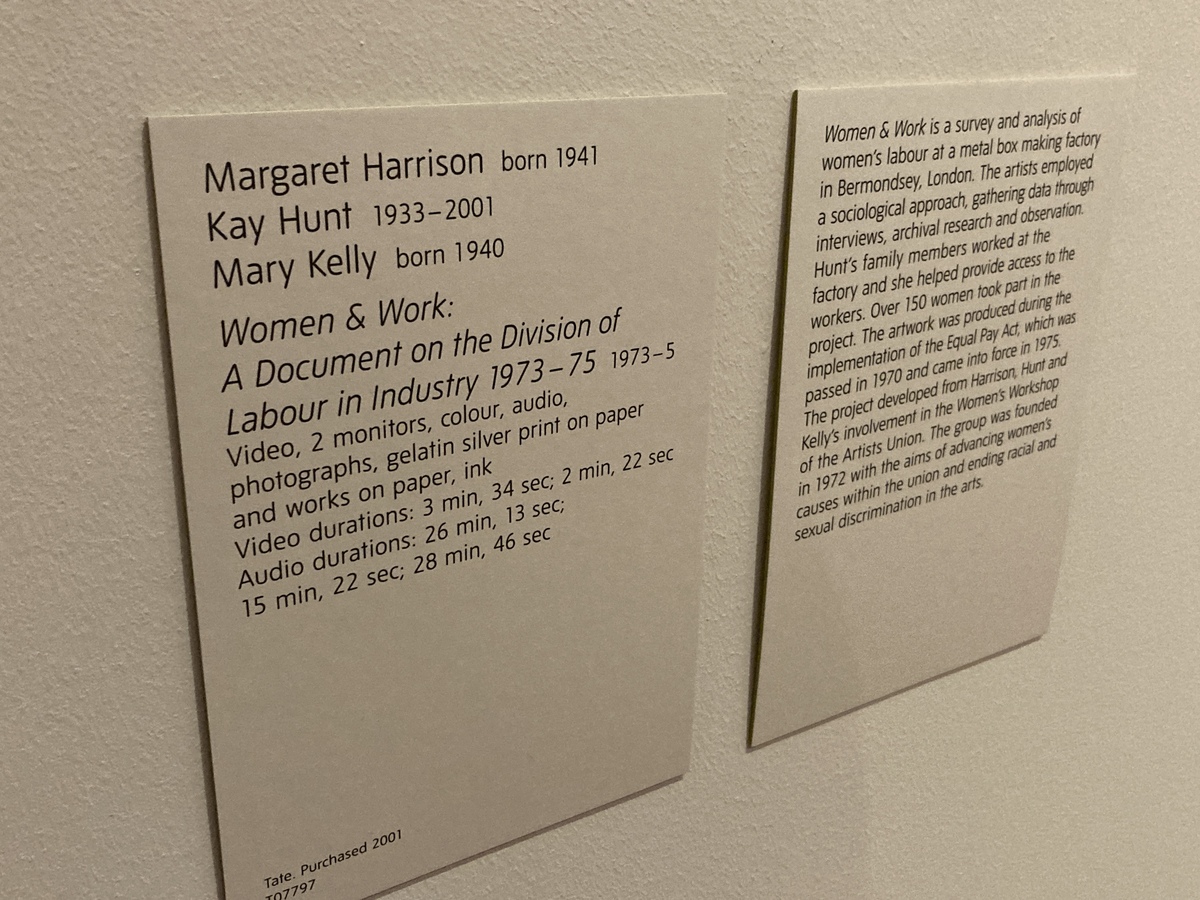 Margaret Harrison born 1941
Kay Hunt 1933–2001
Mary Kelly born 1940
Women & Work:
A Document on the Division of
Labour in Industry 1973–75 1973–5
Video, 2 monitors, colour, audio,
photographs, gelatin silver print on paper
and works on paper, ink
Video durations: 3 min, 34 sec; 2 min, 22 sec
Audio durations: 26 min, 13 sec;
15 min, 22 sec; 28 min, 46 sec
Tate. Purchased 2001
T07797
Women & Work is a survey and analysis of
women's labour at a metal box making factory
in Bermondsey, London. The artists employed
a sociological approach, gathering data through
interviews, archival research and observation.
Hunt's family members worked at the
factory and she helped provide access to the
workers. Over 150 women took part in the
project. The artwork was produced during the
implementation of the Equal Pay Act, which was
passed in 1970 and came into force in 1975.
The project developed from Harrison, Hunt and
Kelly's involvement in the Women's Workshop
of the Artists Union. The group was founded
in 1972 with the aims of advancing women's
causes within the union and ending racial and
sexual discrimination in the arts.